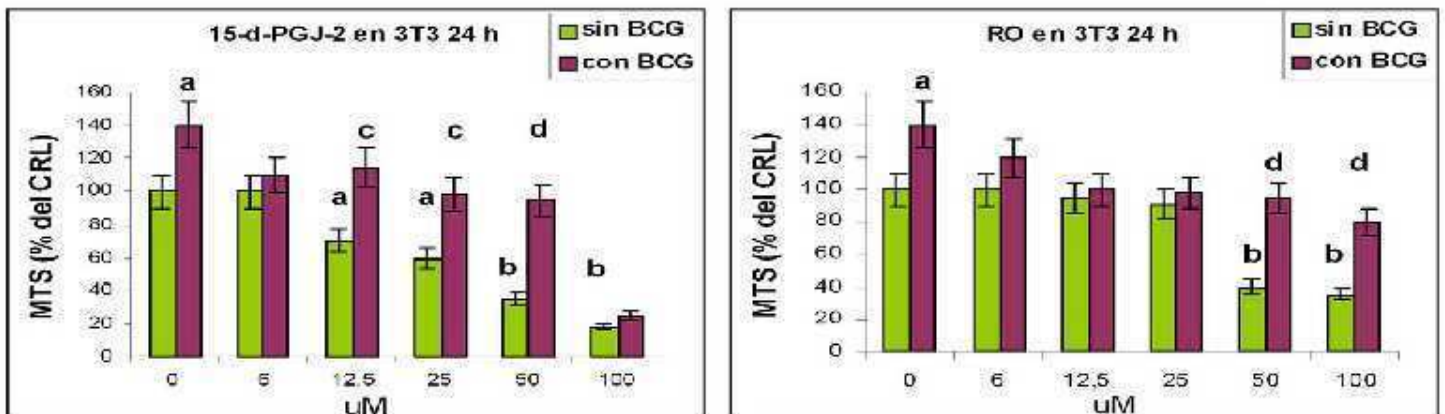 15-d-PGJ-2 en 3T3 24 h
sin BCG
con BCG
MTS (% del CRL)
160
140
120
100
80
60
40
20
0
a
a
c
a
c
b
d
b
0 6 12,5 25 50 100
uM
RO en 3T3 24 h
sin BCG
con BCG
MTS (% del CRL)
160
140
120
100
80
60
40
20
0
a
b
d
b
d
0 6 12,5 25 50 100
uM